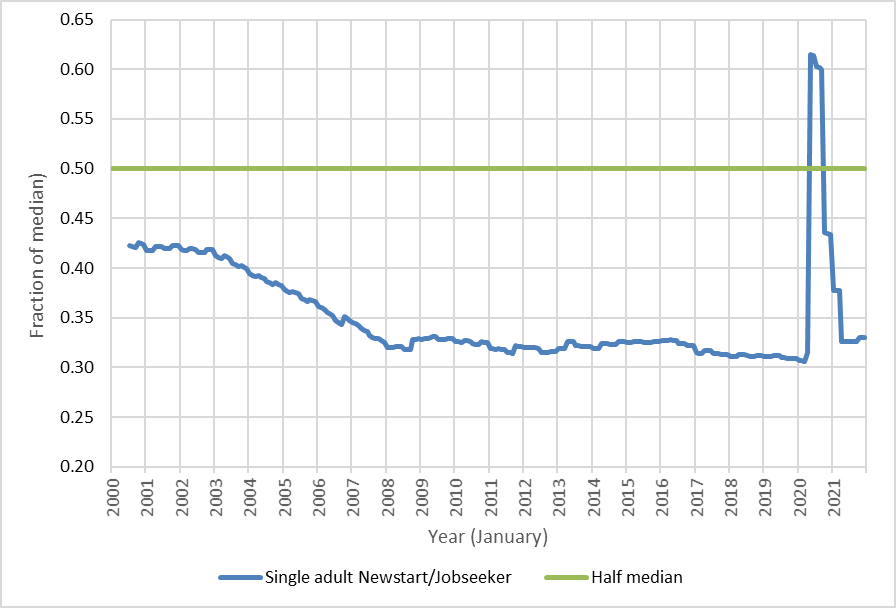 0.65
0.60
0.55
0.50
0.45
0.40
0.35
0.30
0.25
0.20
Fraction of median)
2000 2001 2002 2003 2004 2005 2006 2007 2008 2009 2010 2011 2012 2013 2014 2015 2016 2017 2018 2019 2020 2021
Year (January)
Single adult Newstart/Jobseeker Half median